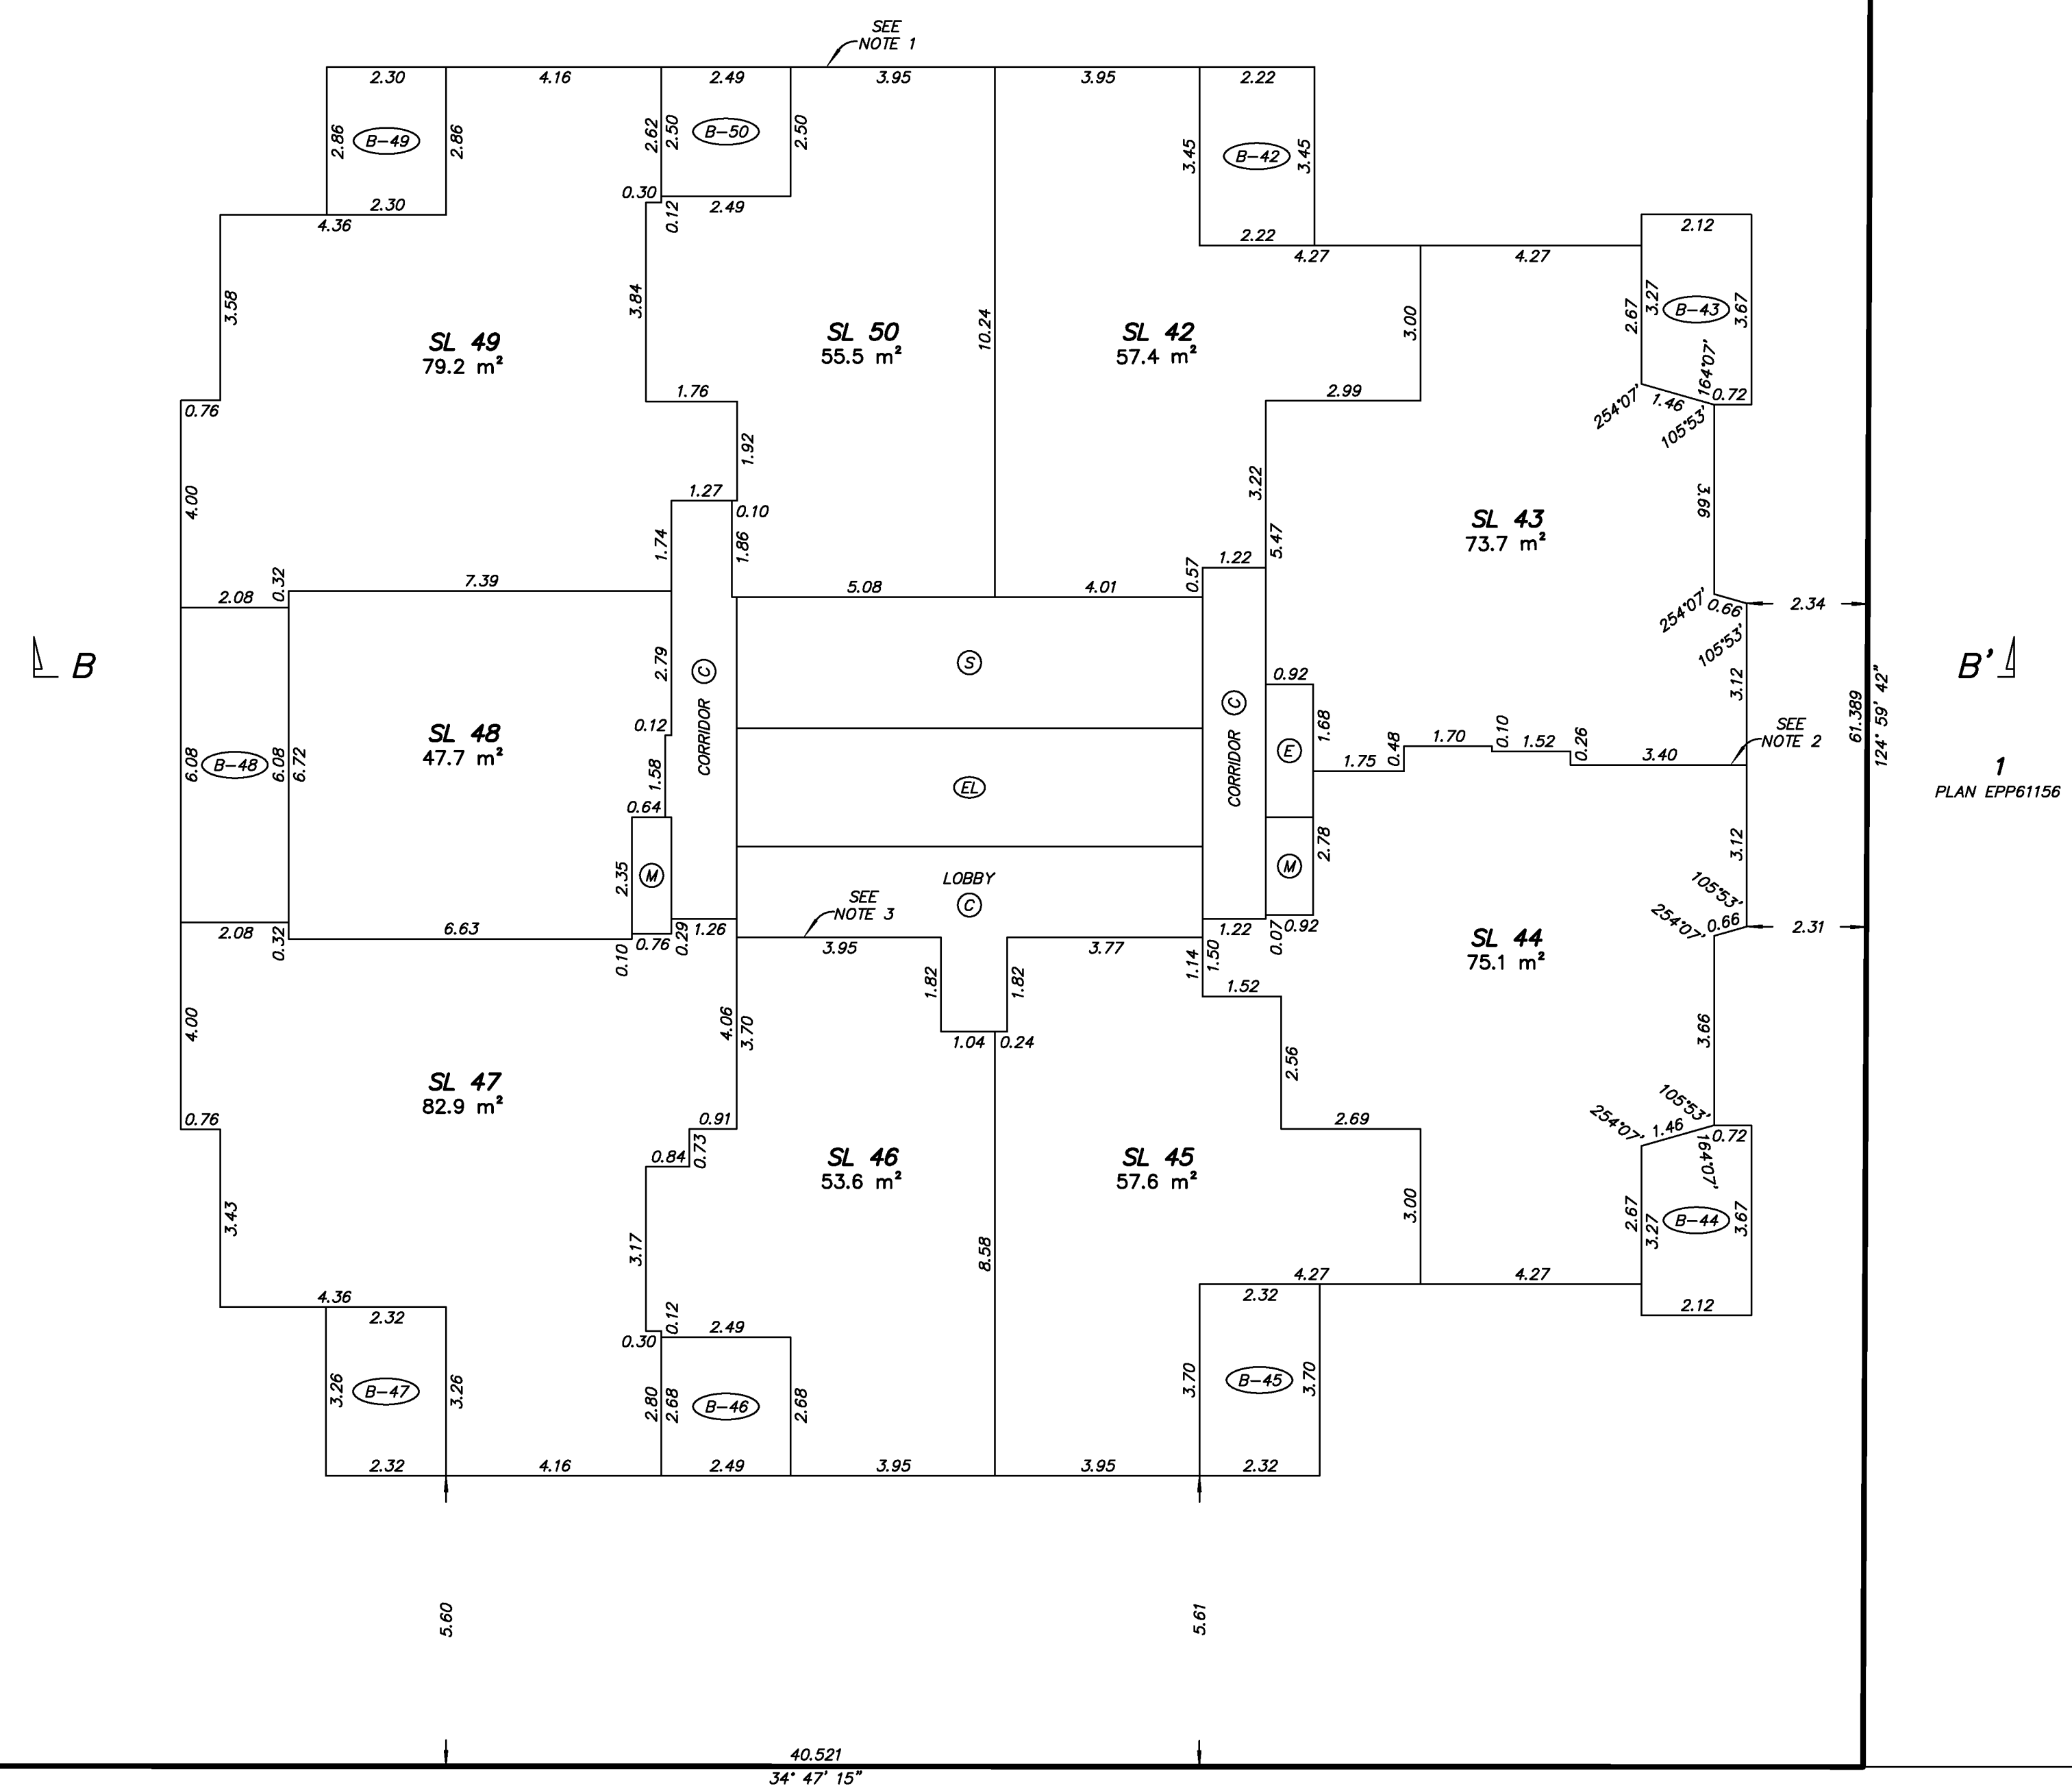 SEE
NOTE 1
2.30 4.16 2.49 3.95 3.95 2.22
2.86 B-49 2.86 2.62 2.50 B-50 2.50 3.45 B-42 3.45
0.30 0.12 2.49
2.30
4.36
2.22
4.27 4.27
2.12
2.67 3.27 B-43 3.67
164°07'
0.72
254°07' 1.46 105°53'
3.58 3.84 10.24 3.00
SL 49
79.2 m²
SL 50
55.5 m²
SL 42
57.4 m²
0.76 1.76 2.99
1.92
4.00 3.22 3.66
1.27
0.10
1.74 1.86 5.47
SL 43
73.7 m²
1.22
0.57
7.39
0.32
2.08
5.08 4.01
254°07' 0.66 105°53'
2.34
B
B'
2.79
CORRIDOR C
S
CORRIDOR C
0.92
3.12
61.389
124° 59' 42"
SL 48
47.7 m²
0.12
1.68
E
1.75 0.48 1.70 0.10 1.52 0.26 3.40
SEE
NOTE 2
1
PLAN EPP61156
6.08 B-48 6.08 6.72
1.58
EL
0.64
2.35 M
M 2.78
3.12
LOBBY
C
SEE
NOTE 3
105°53'
254°07' 0.66
2.31
2.08 0.32 6.63 0.10 0.76 0.29 1.26
3.95 3.77
1.22 0.07 0.92
1.14 1.50
SL 44
75.1 m²
1.82 1.82
1.52
4.00 4.06 3.70
1.04 0.24
2.56
3.66
SL 47
82.9 m²
0.76
0.91
0.73
0.84
2.69
105°53'
254°07' 1.46 0.72
164°07'
SL 46
53.6 m²
SL 45
57.6 m²
3.43 3.17 8.58 3.00
2.67 3.27 B-44 3.67
4.36
2.32
0.30 0.12 2.49
4.27 4.27
2.32
2.12
3.26 B-47 3.26 2.80 2.68 B-46 2.68 3.70 B-45 3.70
2.32 4.16 2.49 3.95 3.95 2.32
5.60 5.61
40.521
34° 47' 15"